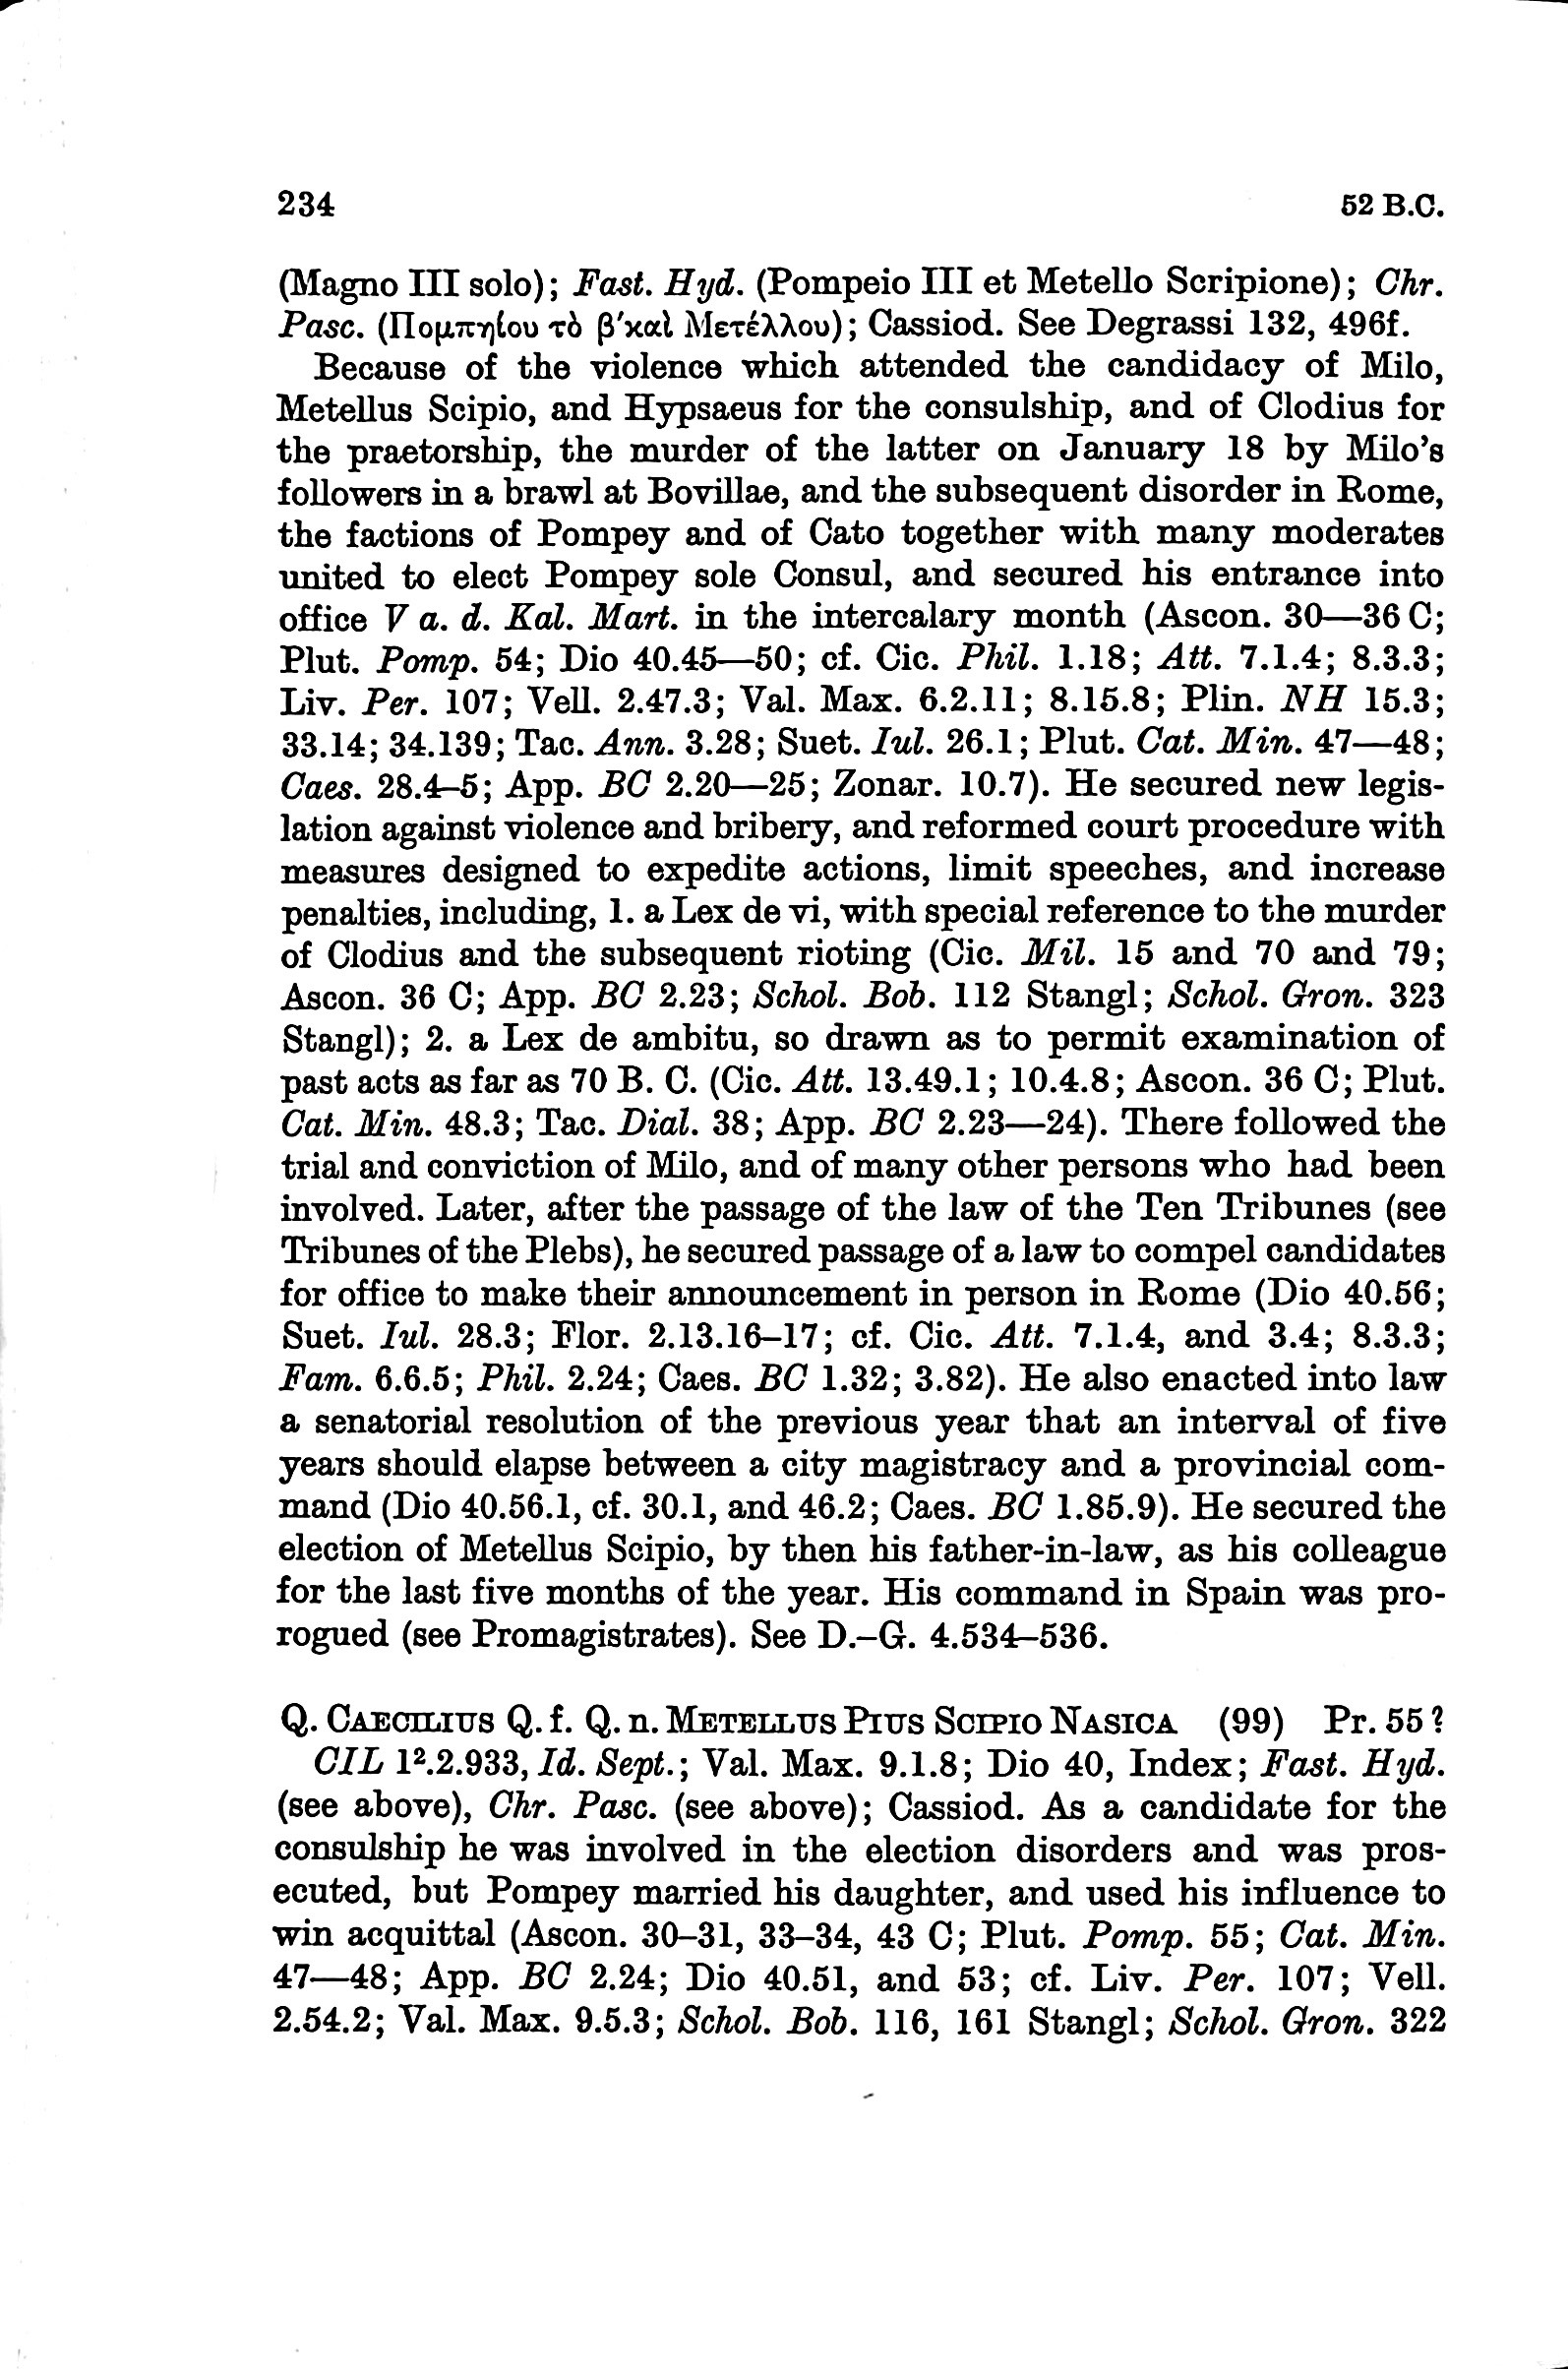 234 52 B.C.
(Magno III solo); Fast. Hyd. (Pompeio III et Metello Scripione); Chr.
Pasc. (Πομπηίου τὸ β′καὶ Μετέλλου); Cassiod. See Degrassi 132, 496f.
Because of the violence which attended the candidacy of Milo,
Metellus Scipio, and Hypsaeus for the consulship, and of Clodius for
the praetorship, the murder of the latter on January 18 by Milo's
followers in a brawl at Bovillae, and the subsequent disorder in Rome,
the factions of Pompey and of Cato together with many moderates
united to elect Pompey sole Consul, and secured his entrance into
office V a. d. Kal. Mart. in the intercalary month (Ascon. 30—36 C;
Plut. Pomp. 54; Dio 40.45—50; cf. Cic. Phil. 1.18; Att. 7.1.4; 8.3.3;
Liv. Per. 107; Vell. 2.47.3; Val. Max. 6.2.11; 8.15.8; Plin. NH 15.3;
33.14; 34.139; Tac. Ann. 3.28; Suet. Iul. 26.1; Plut. Cat. Min. 47—48;
Caes. 28.4–5; App. BC 2.20—25; Zonar. 10.7). He secured new legis-
lation against violence and bribery, and reformed court procedure with
measures designed to expedite actions, limit speeches, and increase
penalties, including, 1. a Lex de vi, with special reference to the murder
of Clodius and the subsequent rioting (Cic. Mil. 15 and 70 and 79;
Ascon. 36 C; App. BC 2.23; Schol. Bob. 112 Stangl; Schol. Gron. 323
Stangl); 2. a Lex de ambitu, so drawn as to permit examination of
past acts as far as 70 B. C. (Cic. Att. 13.49.1; 10.4.8; Ascon. 36 C; Plut.
Cat. Min. 48.3; Tac. Dial. 38; App. BC 2.23—24). There followed the
trial and conviction of Milo, and of many other persons who had been
involved. Later, after the passage of the law of the Ten Tribunes (see
Tribunes of the Plebs), he secured passage of a law to compel candidates
for office to make their announcement in person in Rome (Dio 40.56;
Suet. Iul. 28.3; Flor. 2.13.16–17; cf. Cic. Att. 7.1.4, and 3.4; 8.3.3;
Fam. 6.6.5; Phil. 2.24; Caes. BC 1.32; 3.82). He also enacted into law
a senatorial resolution of the previous year that an interval of five
years should elapse between a city magistracy and a provincial com-
mand (Dio 40.56.1, cf. 30.1, and 46.2; Caes. BC 1.85.9). He secured the
election of Metellus Scipio, by then his father-in-law, as his colleague
for the last five months of the year. His command in Spain was pro-
rogued (see Promagistrates). See D.–G. 4.534–536.
Q. CAECILIUS Q. f. Q. n. METELLUS PIUS SCIPIO NASICA (99) Pr. 55?
CIL 1².2.933, Id. Sept.; Val. Max. 9.1.8; Dio 40, Index; Fast. Hyd.
(see above), Chr. Pasc. (see above); Cassiod. As a candidate for the
consulship he was involved in the election disorders and was pros-
ecuted, but Pompey married his daughter, and used his influence to
win acquittal (Ascon. 30–31, 33–34, 43 C; Plut. Pomp. 55; Cat. Min.
47—48; App. BC 2.24; Dio 40.51, and 53; cf. Liv. Per. 107; Vell.
2.54.2; Val. Max. 9.5.3; Schol. Bob. 116, 161 Stangl; Schol. Gron. 322